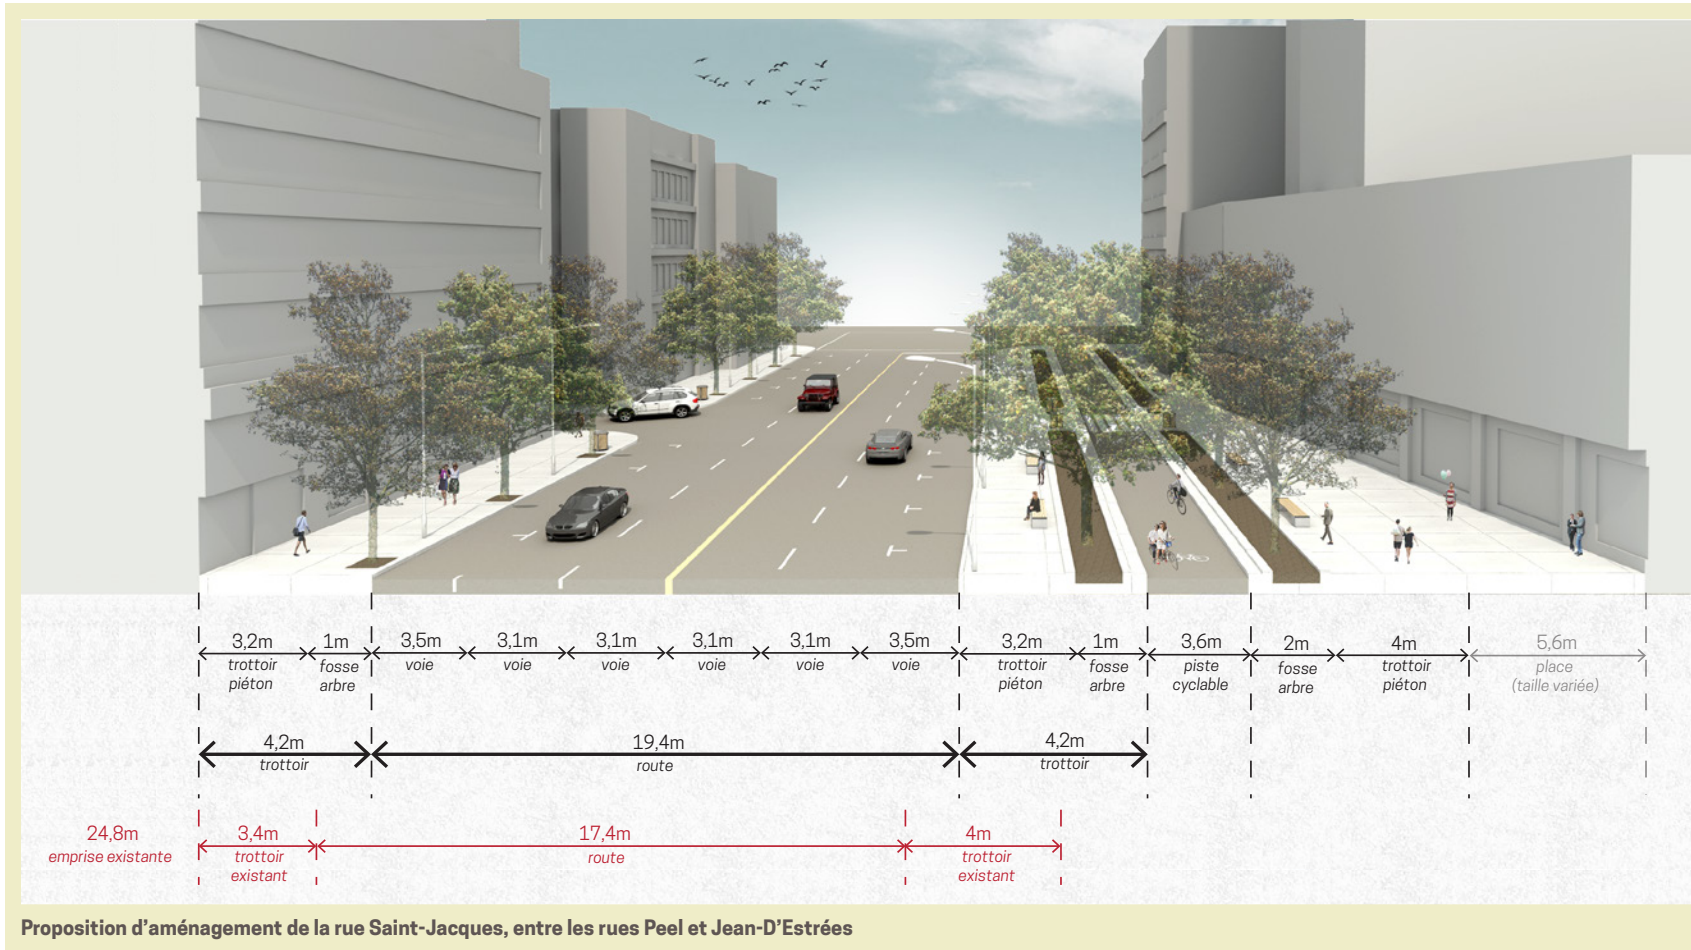 3,2m 1m 3,5m 3,1m 3,1m 3,1m 3,1m 3,5m 3,2m 1m 3,6m 2m 4m 5,6m
trottoir fosse voie voie voie voie voie voie trottoir fosse piste fosse trottoir place
piéton arbre piéton arbre cyclable arbre piéton (taille variée)
4,2m 19,4m 4,2m
trottoir route trottoir
24,8m 3,4m 17,4m 4m
emprise existante trottoir route trottoir
existant existant
Proposition d'aménagement de la rue Saint-Jacques, entre les rues Peel et Jean-D'Estrées